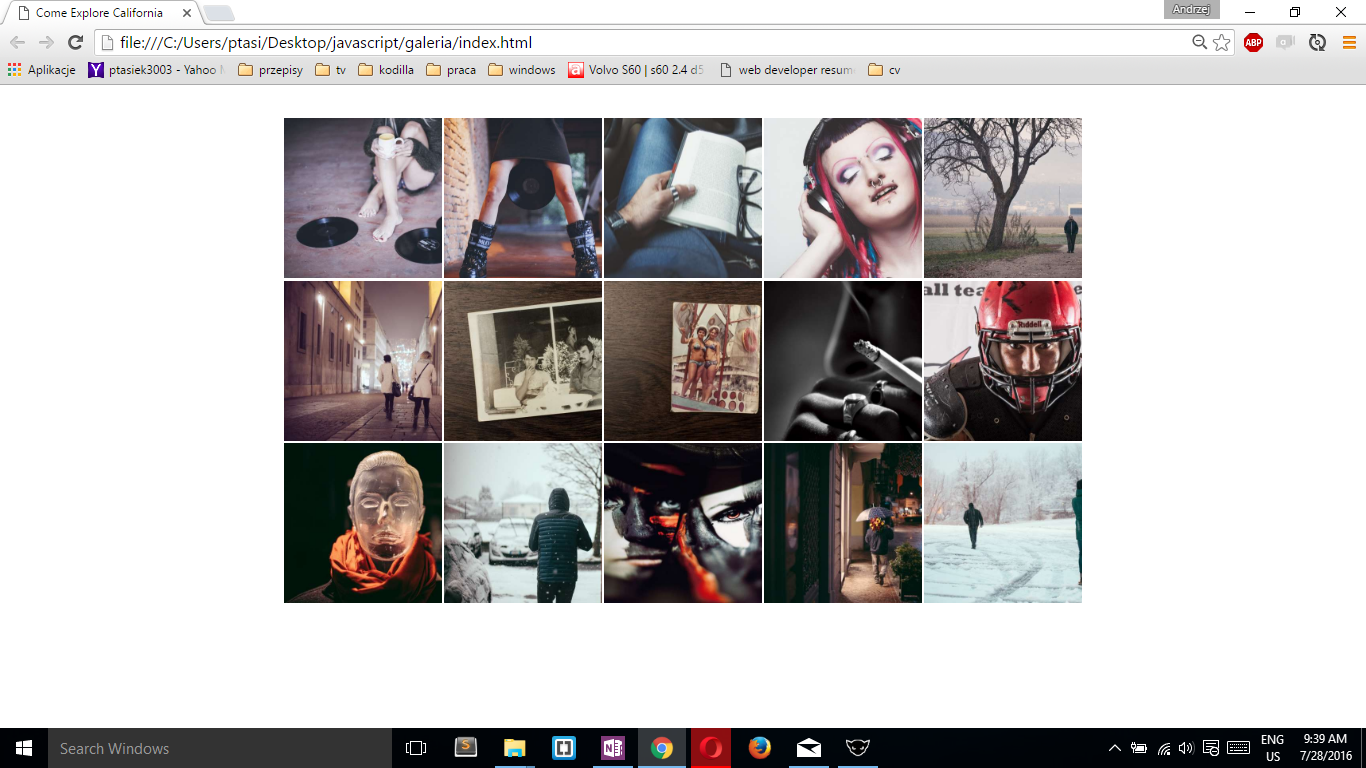 Come Explore California
Andrzej
file:///C:/Users/ptasi/Desktop/javascript/galeria/index.html
ABP
Aplikacje
ptasiek3003 - Yahoo
przepisy
tv
kodilla
praca
windows
Volvo S60 | s60 2.4 d5
web developer resum
cv
all tea
Riddell
Search Windows
ENG
US
9:39 AM
7/28/2016